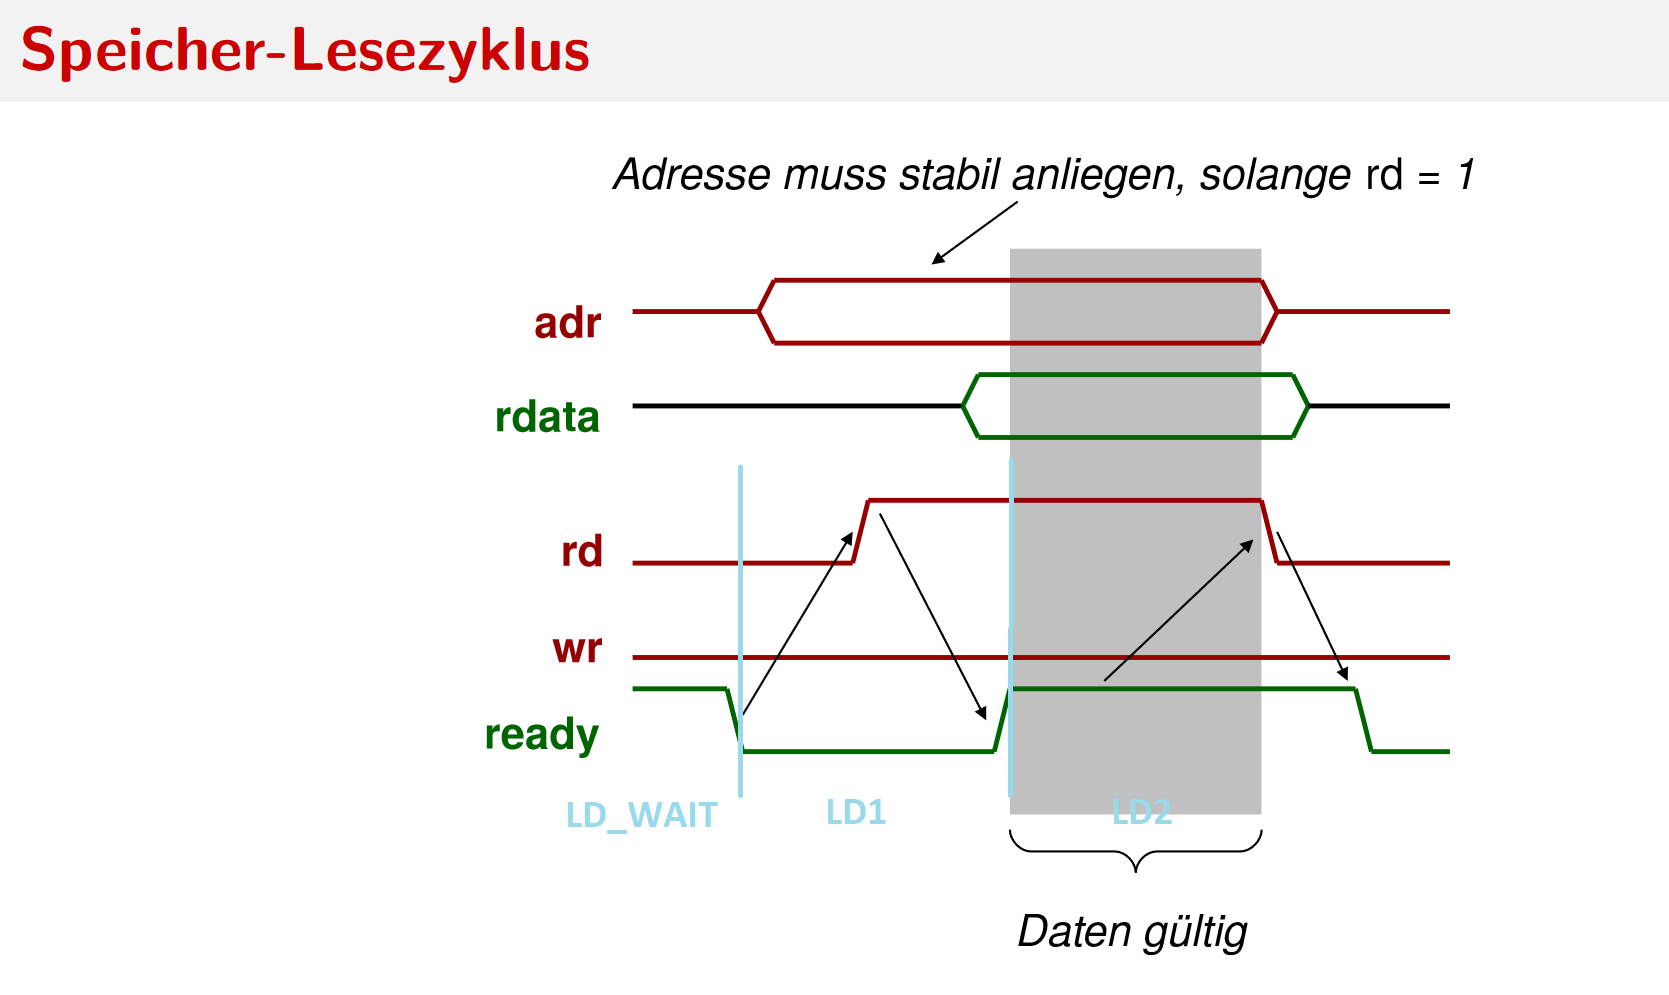 Speicher-Lesezyklus
Adresse muss stabil anliegen, solange rd = 1
adr
rdata
rd
wr
ready
LD_WAIT
LD1
LD2
Daten gültig